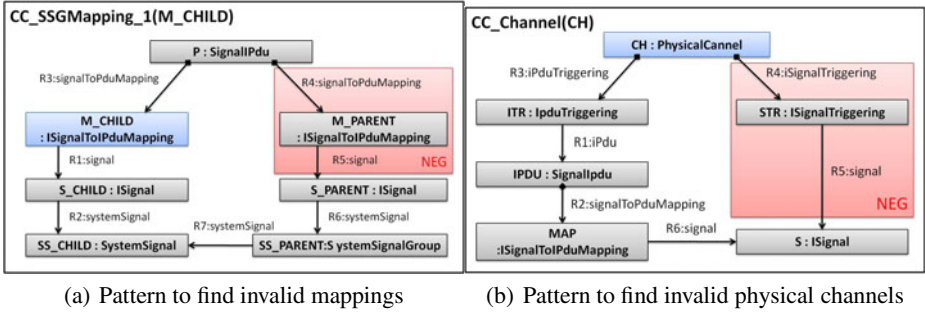 CC_SSGMapping_1(M_CHILD)
P : SignalIPdu
R3:signalToPduMapping
R4:signalToPduMapping
M_CHILD
: ISignalToIPduMapping
M_PARENT
: ISignalToIPduMapping
R1:signal
R5:signal
NEG
S_CHILD : ISignal
S_PARENT : ISignal
R2:systemSignal
R6:systemSignal
R7:systemSignal
SS_CHILD : SystemSignal
SS_PARENT:S ystemSignalGroup
(a) Pattern to find invalid mappings
CC_Channel(CH)
CH : PhysicalCannel
R3:iPduTriggering
R4:iSignalTriggering
ITR : IpduTriggering
STR : ISignalTriggering
R1:iPdu
R5:signal
IPDU : SignalIpdu
NEG
R2:signalToPduMapping
MAP
:ISignalToIPduMapping
R6:signal
S : ISignal
(b) Pattern to find invalid physical channels